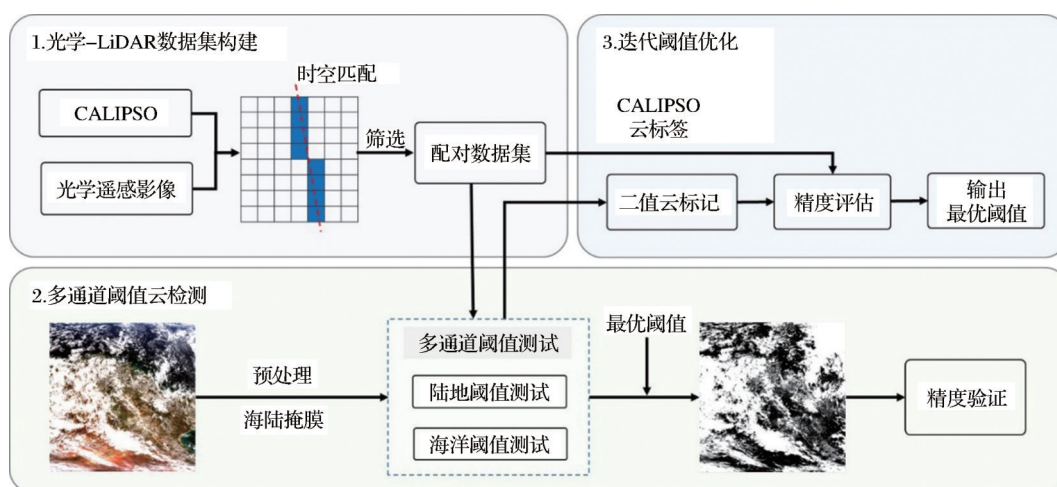 1.光学-LiDAR数据集构建
时空匹配
CALIPSO
光学遥感影像
筛选
配对数据集
3.迭代阈值优化
CALIPSO
云标签
二值云标记
精度评估
输出
最优阈值
2.多通道阈值云检测
预处理
海陆掩膜
多通道阈值测试
陆地阈值测试
海洋阈值测试
最优阈值
精度验证